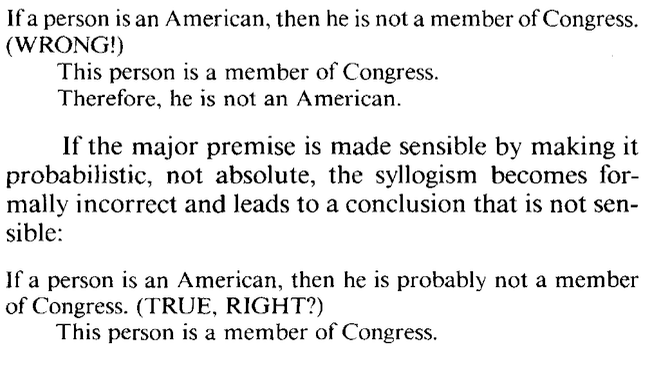 If a person is an American, then he is not a member of Congress.
(WRONG!)
This person is a member of Congress.
Therefore, he is not an American.
If the major premise is made sensible by making it
probabilistic, not absolute, the syllogism becomes for-
mally incorrect and leads to a conclusion that is not sen-
sible:
If a person is an American, then he is probably not a member
of Congress. (TRUE, RIGHT?)
This person is a member of Congress.